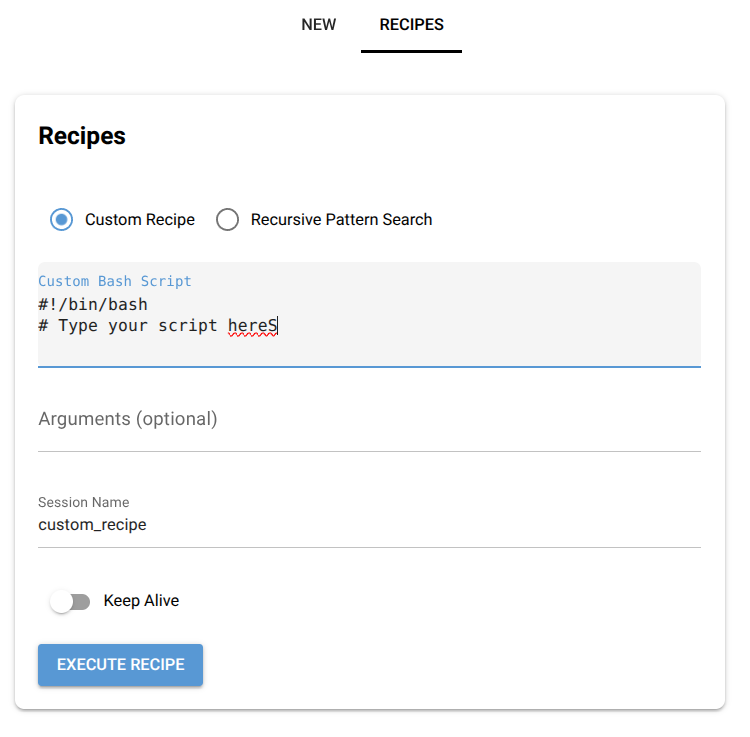 NEW RECIPES
Recipes
Custom Recipe Recursive Pattern Search
Custom Bash Script
#!/bin/bash
# Type your script hereS
Arguments (optional)
Session Name
custom_recipe
Keep Alive
EXECUTE RECIPE